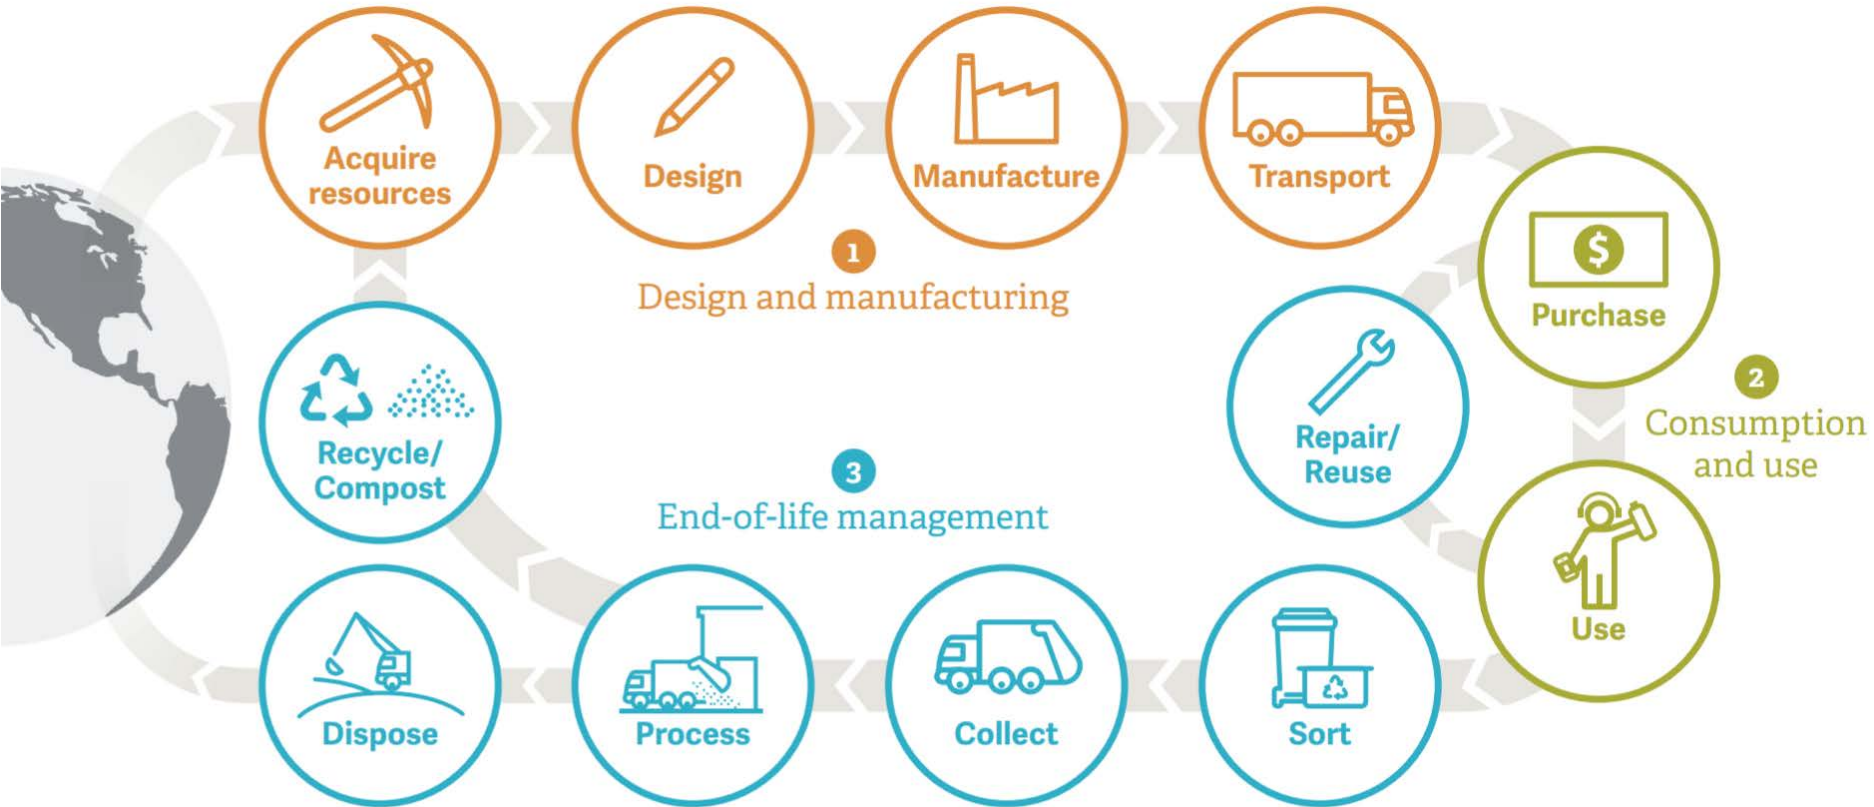 Acquire
resources
Design
Manufacture
Transport
1
Design and manufacturing
$
Purchase
2
Consumption
and use
Use
Repair/
Reuse
3
End-of-life management
Sort
Collect
Process
Dispose
Recycle/
Compost